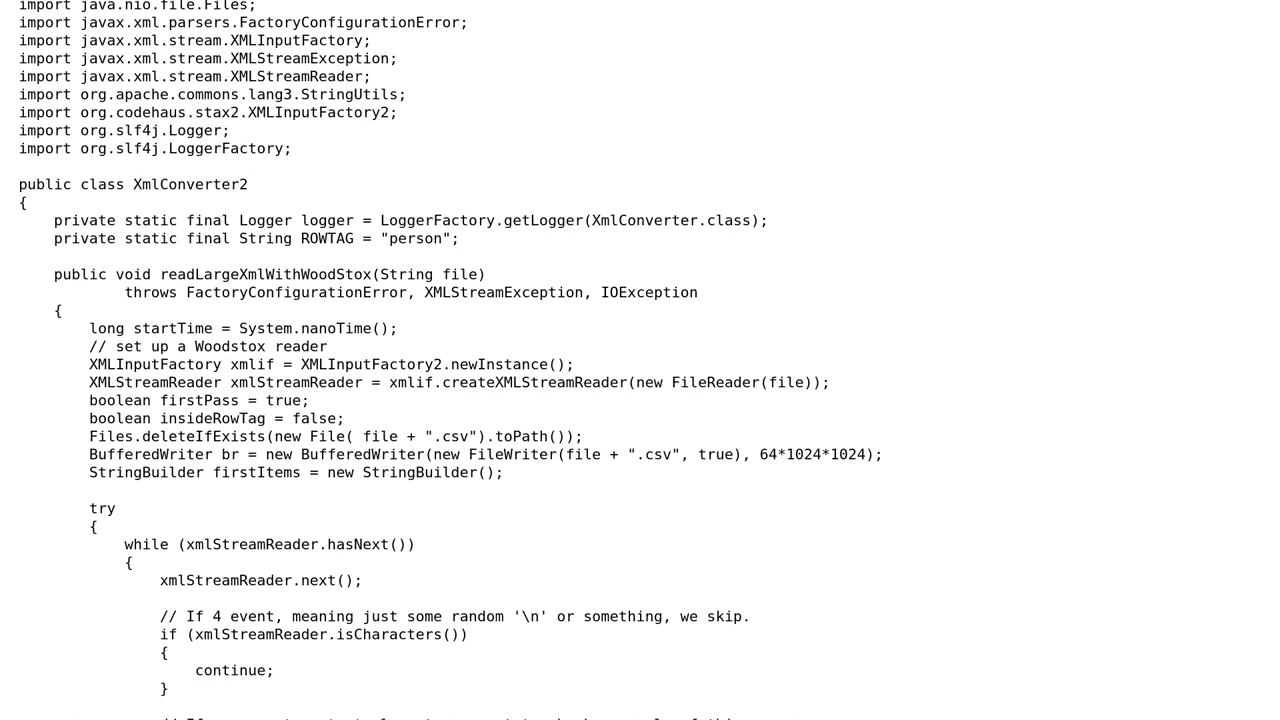 import java.nio.file.Files;
import javax.xml.parsers.FactoryConfigurationError;
import javax.xml.stream.XMLInputFactory;
import javax.xml.stream.XMLStreamException;
import javax.xml.stream.XMLStreamReader;
import org.apache.commons.lang3.StringUtils;
import org.codehaus.stax2.XMLInputFactory2;
import org.slf4j.Logger;
import org.slf4j.LoggerFactory;

public class XmlConverter2
{
    private static final Logger logger = LoggerFactory.getLogger(XmlConverter.class);
    private static final String ROWTAG = "person";

    public void readLargeXmlWithWoodStox(String file)
            throws FactoryConfigurationError, XMLStreamException, IOException
    {
        long startTime = System.nanoTime();
        // set up a Woodstox reader
        XMLInputFactory xmlif = XMLInputFactory2.newInstance();
        XMLStreamReader xmlStreamReader = xmlif.createXMLStreamReader(new FileReader(file));
        boolean firstPass = true;
        boolean insideRowTag = false;
        Files.deleteIfExists(new File( file + ".csv").toPath());
        BufferedWriter br = new BufferedWriter(new FileWriter(file + ".csv", true), 64*1024*1024);
        StringBuilder firstItems = new StringBuilder();

        try
        {
            while (xmlStreamReader.hasNext())
            {
                xmlStreamReader.next();

                // If 4 event, meaning just some random '\n' or something, we skip.
                if (xmlStreamReader.isCharacters())
                {
                    continue;
                }